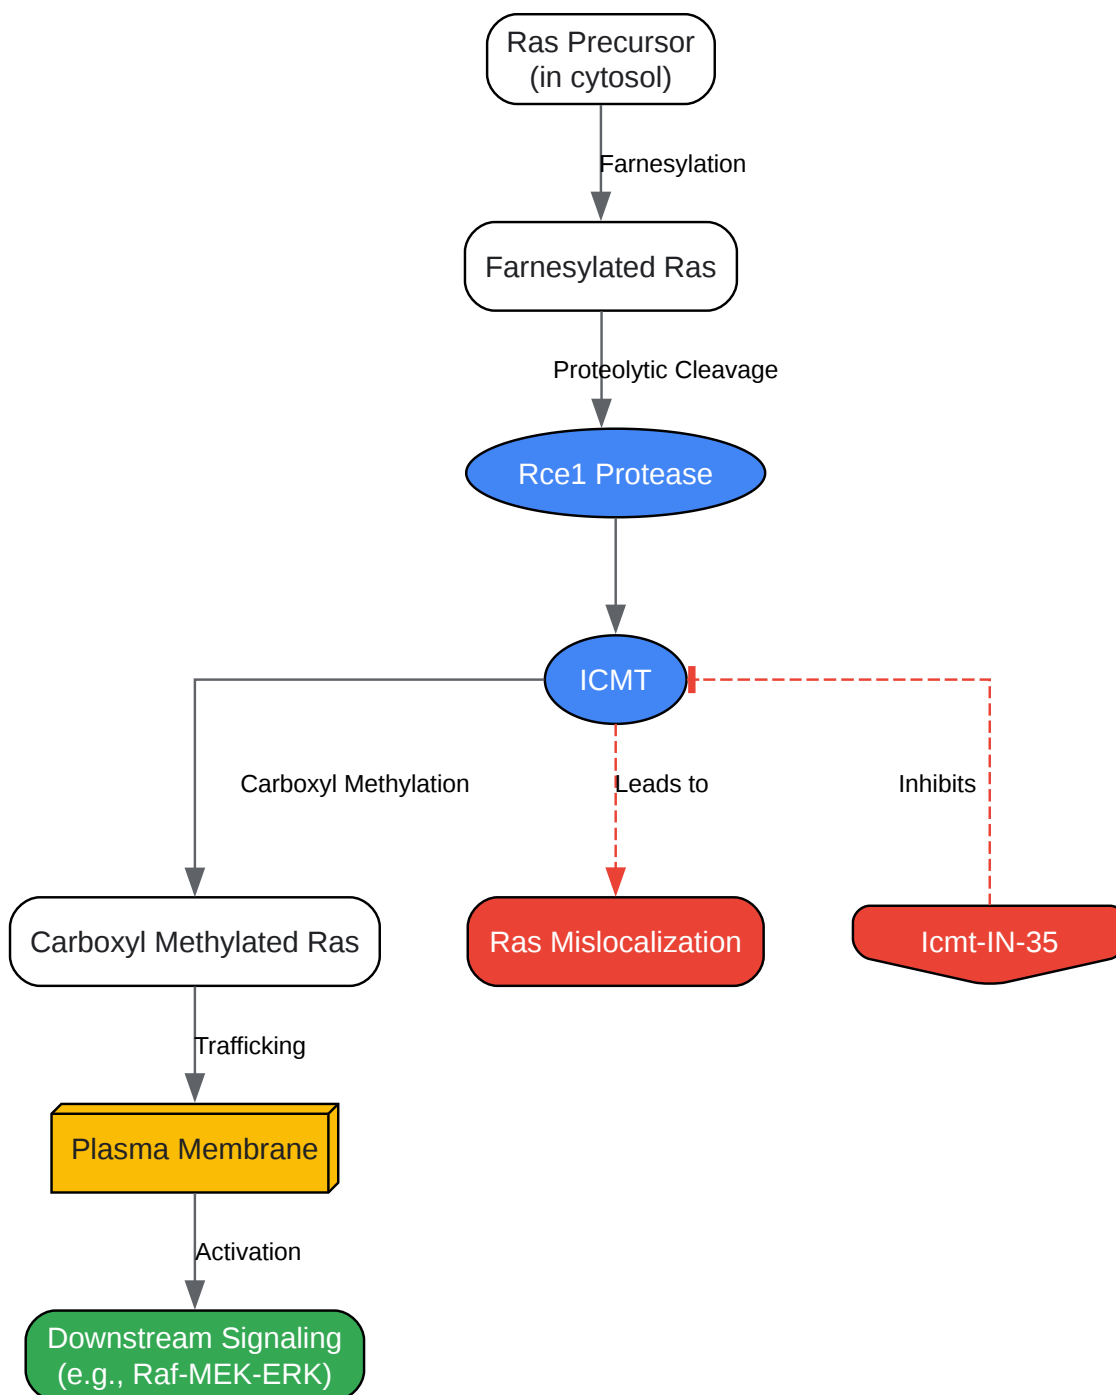 Ras Precursor
(in cytosol)
Farnesylation
Farnesylated Ras
Proteolytic Cleavage
Rce1 Protease
ICMT
Carboxyl Methylation
Leads to
Inhibits
Carboxyl Methylated Ras
Ras Mislocalization
Icmt-IN-35
Trafficking
Plasma Membrane
Activation
Downstream Signaling
(e.g., Raf-MEK-ERK)